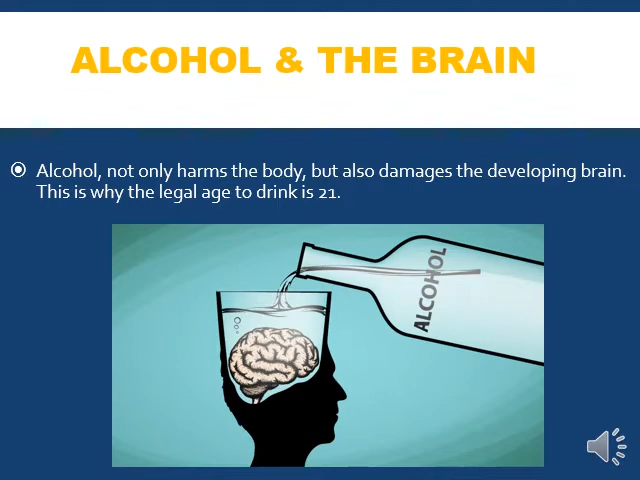 ALCOHOL & THE BRAIN
Alcohol, not only harms the body, but also damages the developing brain.
This is why the legal age to drink is 21.
ALCOHOL